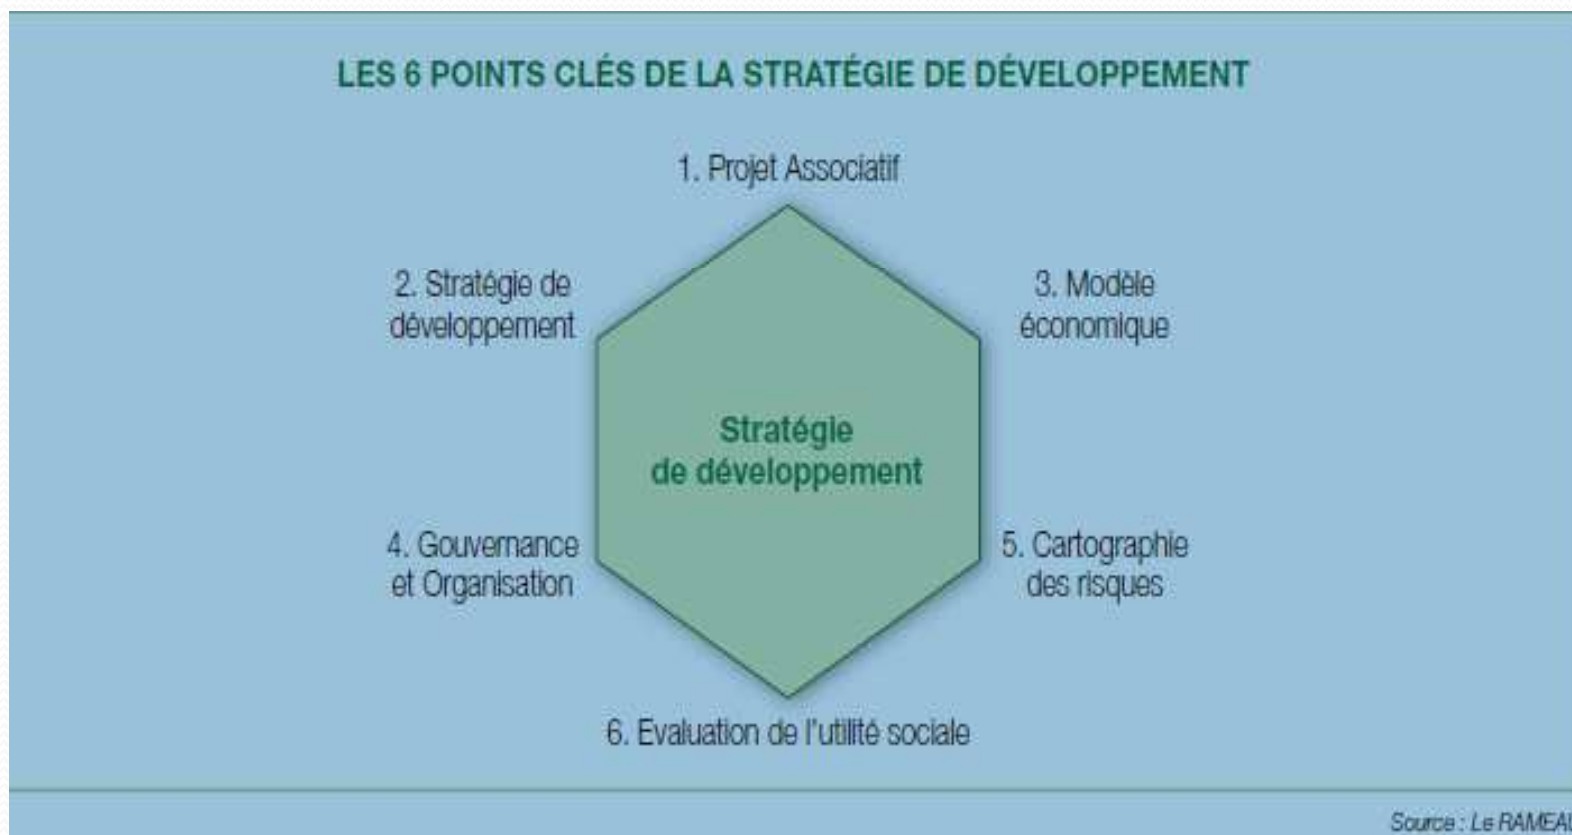 LES 6 POINTS CLÉS DE LA STRATÉGIE DE DÉVELOPPEMENT
1. Projet Associatif
2. Stratégie de
développement
3. Modèle
économique
Stratégie
de développement
4. Gouvernance
et Organisation
5. Cartographie
des risques
6. Evaluation de l'utilité sociale
Source : Le RAMEAU